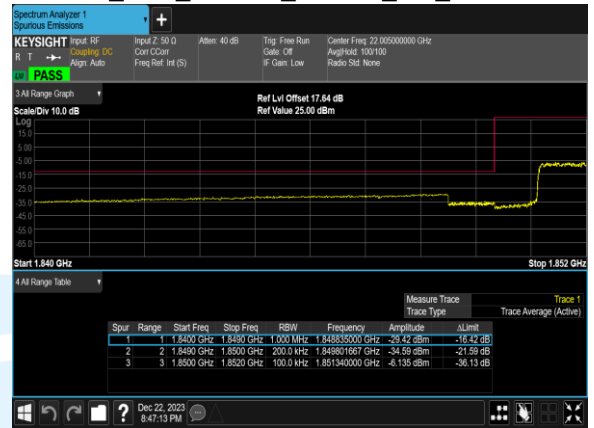 Spectrum Analyzer 1
Spurious Emissions
+
KEYSIGHT Input: RF Input Z: 50 Ω Atten: 40 dB Trig: Free Run Center Freq: 22.005000000 GHz
R T Coupling: DC Corr CCorr Gate: Off Avg|Hold: 100/100
Align: Auto Freq Ref: Int (S) IF Gain: Low Radio Std: None
LW PASS
3 All Range Graph
Ref Lvl Offset 17.64 dB
Scale/Div 10.0 dB Ref Value 25.00 dBm
Log
15.0
5.00
-5.00
-15.0
-25.0
-35.0
-45.0
-55.0
-65.0
Start 1.840 GHz Stop 1.852 GHz
4 All Range Table
Measure Trace Trace 1
Trace Type Trace Average (Active)
Spur Range Start Freq Stop Freq RBW Frequency Amplitude ΔLimit
1 1 1.8400 GHz 1.8490 GHz 1.000 MHz 1.848835000 GHz -29.42 dBm -16.42 dB
2 2 1.8490 GHz 1.8500 GHz 200.0 kHz 1.849801667 GHz -34.59 dBm -21.59 dB
3 3 1.8500 GHz 1.8520 GHz 100.0 kHz 1.851340000 GHz -6.135 dBm -36.13 dB
? Dec 22, 2023
8:47:13 PM